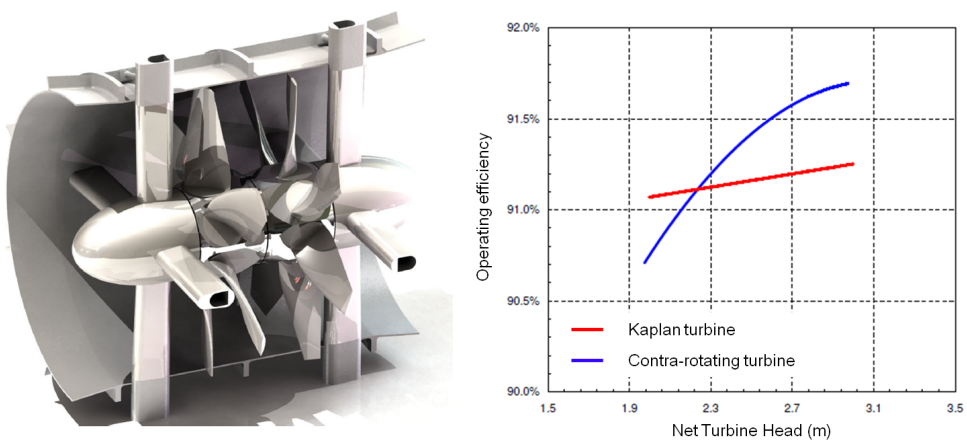 92.0%
91.5%
91.0%
90.5%
90.0%
Operating efficiency
Kaplan turbine
Contra-rotating turbine
1.5 1.9 2.3 2.7 3.1 3.5
Net Turbine Head (m)